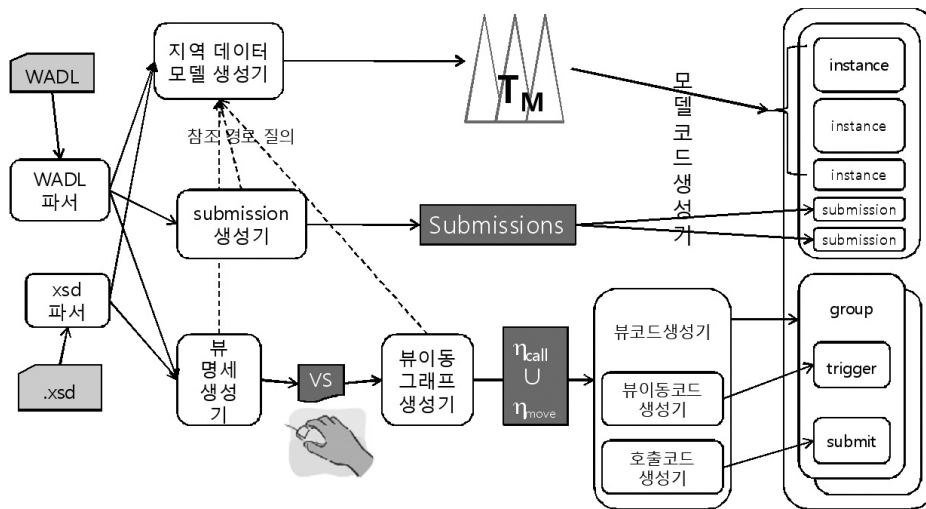 WADL
지역 데이터
모델 생성기
T_M
모델코드생성기
instance
instance
instance
submission
submission
참조 경로 질의
WADL
파서
submission
생성기
Submissions
xsd
파서
.xsd
뷰
명세
생성
기
VS
뷰이동
그래프
생성기
ηcall
U
ηmove
뷰코드생성기
뷰이동코드
생성기
호출코드
생성기
group
trigger
submit